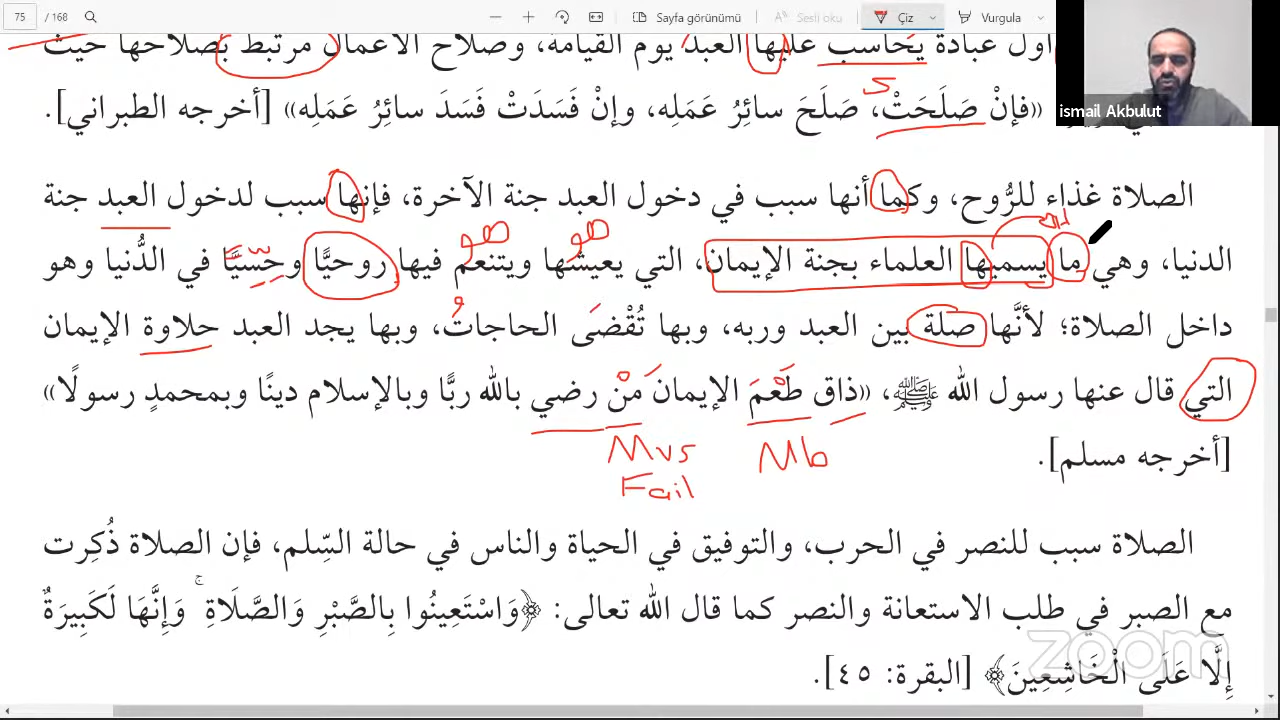 75 / 168 Sayfa görünümü Sesli oku Çiz Vurgula
أول عبادة يحاسب عليها العبد يوم القيامة، وصلاح الأعمال مرتبط بصلاحها حيث
«فإنْ صَلَحَتْ، صَلَحَ سائِرُ عَمَلِه، وإنْ فَسَدَتْ فَسَدَ سائِرُ عَمَلِه» [أخرجه الطبراني].
ismail Akbulut
الصلاة غذاء للرُّوح، وكما أنها سبب في دخول العبد جنة الآخرة، فإنها سبب لدخول العبد جنة
الدنيا، وهي ما يسميها العلماء بجنة الإيمان، التي يعيشها ويتنعم فيها روحيًّا وحِسّيًّا في الدُّنيا وهو
هو هو
داخل الصلاة؛ لأنَّها صلة بين العبد وربه، وبها تُقْضَى الحاجاتُ، وبها يجد العبد حلاوة الإيمان
التي قال عنها رسول الله ﷺ، «ذاق طَعْمَ الإيمان مَنْ رضي بالله ربًّا وبالإسلام دينًا وبمحمدٍ رسولًا»
[أخرجه مسلم].
Mb Mvs
Fail
الصلاة سبب للنصر في الحرب، والتوفيق في الحياة والناس في حالة السِّلم، فإن الصلاة ذُكِرت
مع الصبر في طلب الاستعانة والنصر كما قال الله تعالى: ﴿وَاسْتَعِينُوا بِالصَّبْرِ وَالصَّلَاةِ ۚ وَإِنَّهَا لَكَبِيرَةٌ
إِلَّا عَلَى الْخَاشِعِينَ﴾ [البقرة: ٤٥].
zoom